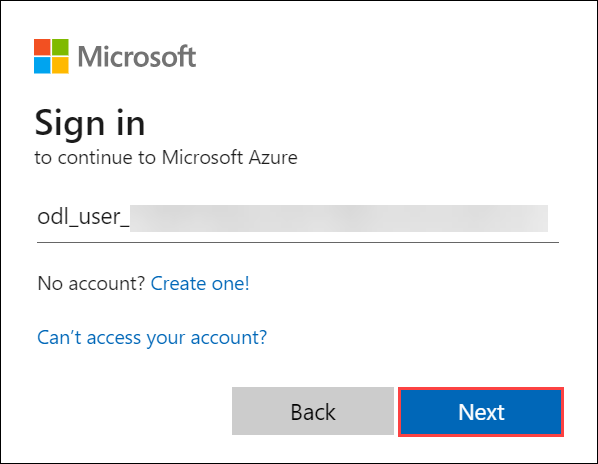 Microsoft
Sign in
to continue to Microsoft Azure
odl_user_
No account? Create one!
Can't access your account?
Back Next